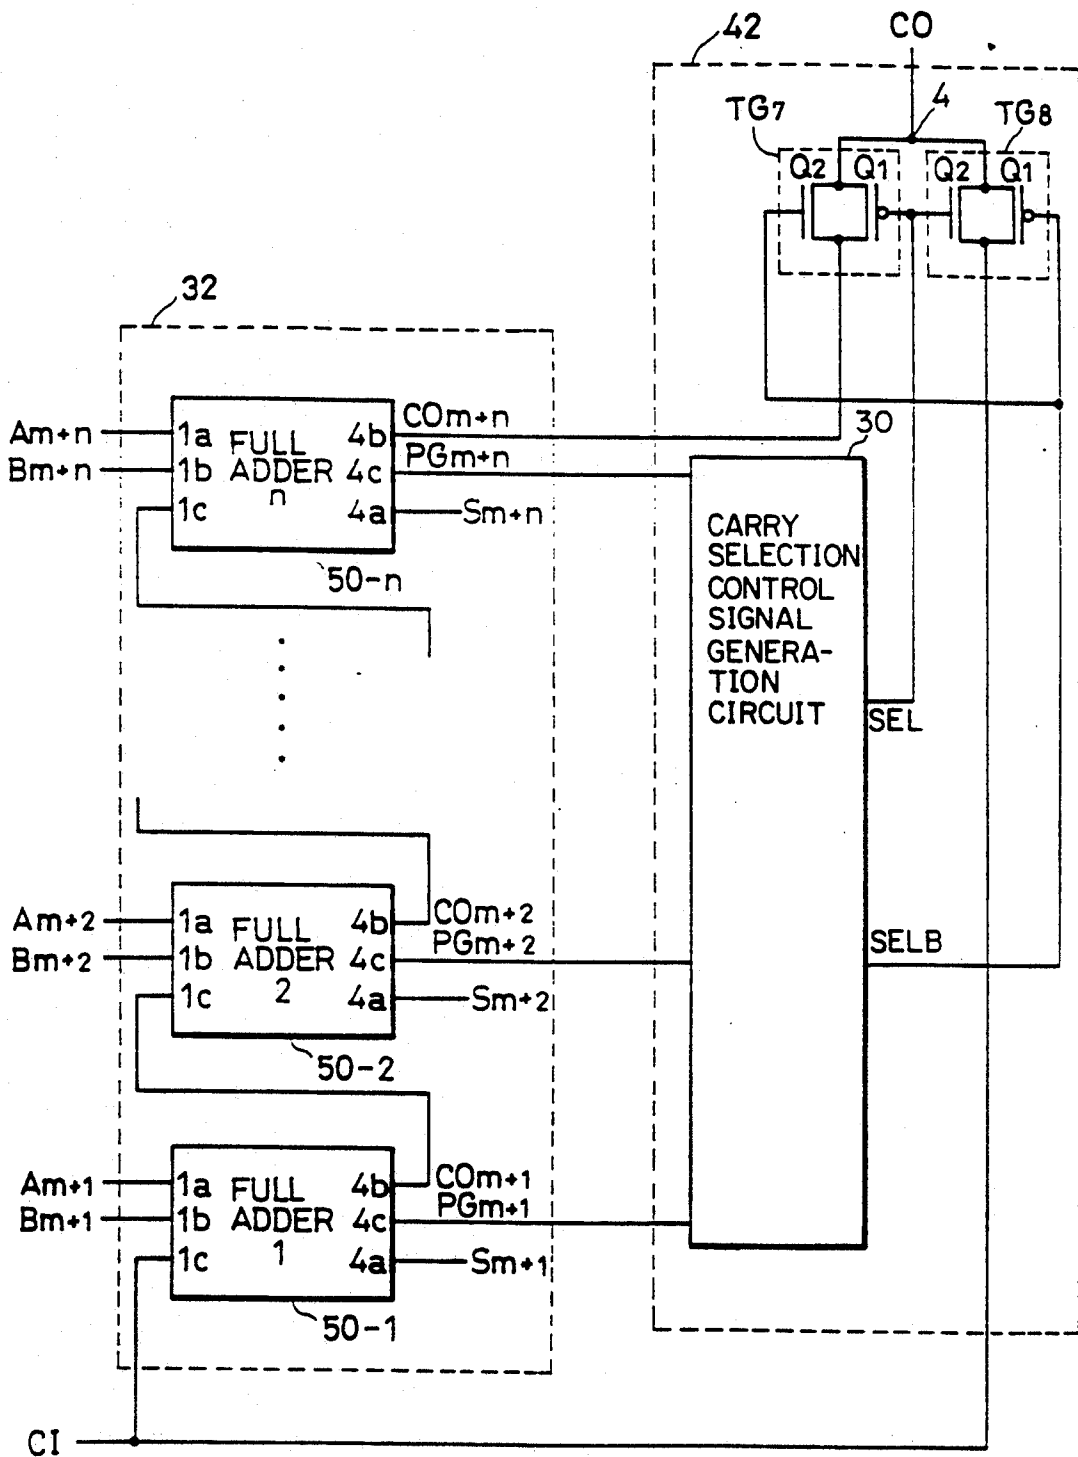 42
CO
4
TG7
TG8
Q2
Q1
Q2
Q1
32
Am+n
Bm+n
1a
1b
1c
FULL
ADDER
n
4b
4c
4a
COm+n
PGm+n
Sm+n
50-n
30
CARRY
SELECTION
CONTROL
SIGNAL
GENERA-
TION
CIRCUIT
SEL
SELB
Am+2
Bm+2
1a
1b
1c
FULL
ADDER
2
4b
4c
4a
COm+2
PGm+2
Sm+2
50-2
Am+1
Bm+1
1a
1b
1c
FULL
ADDER
1
4b
4c
4a
COm+1
PGm+1
Sm+1
50-1
CI